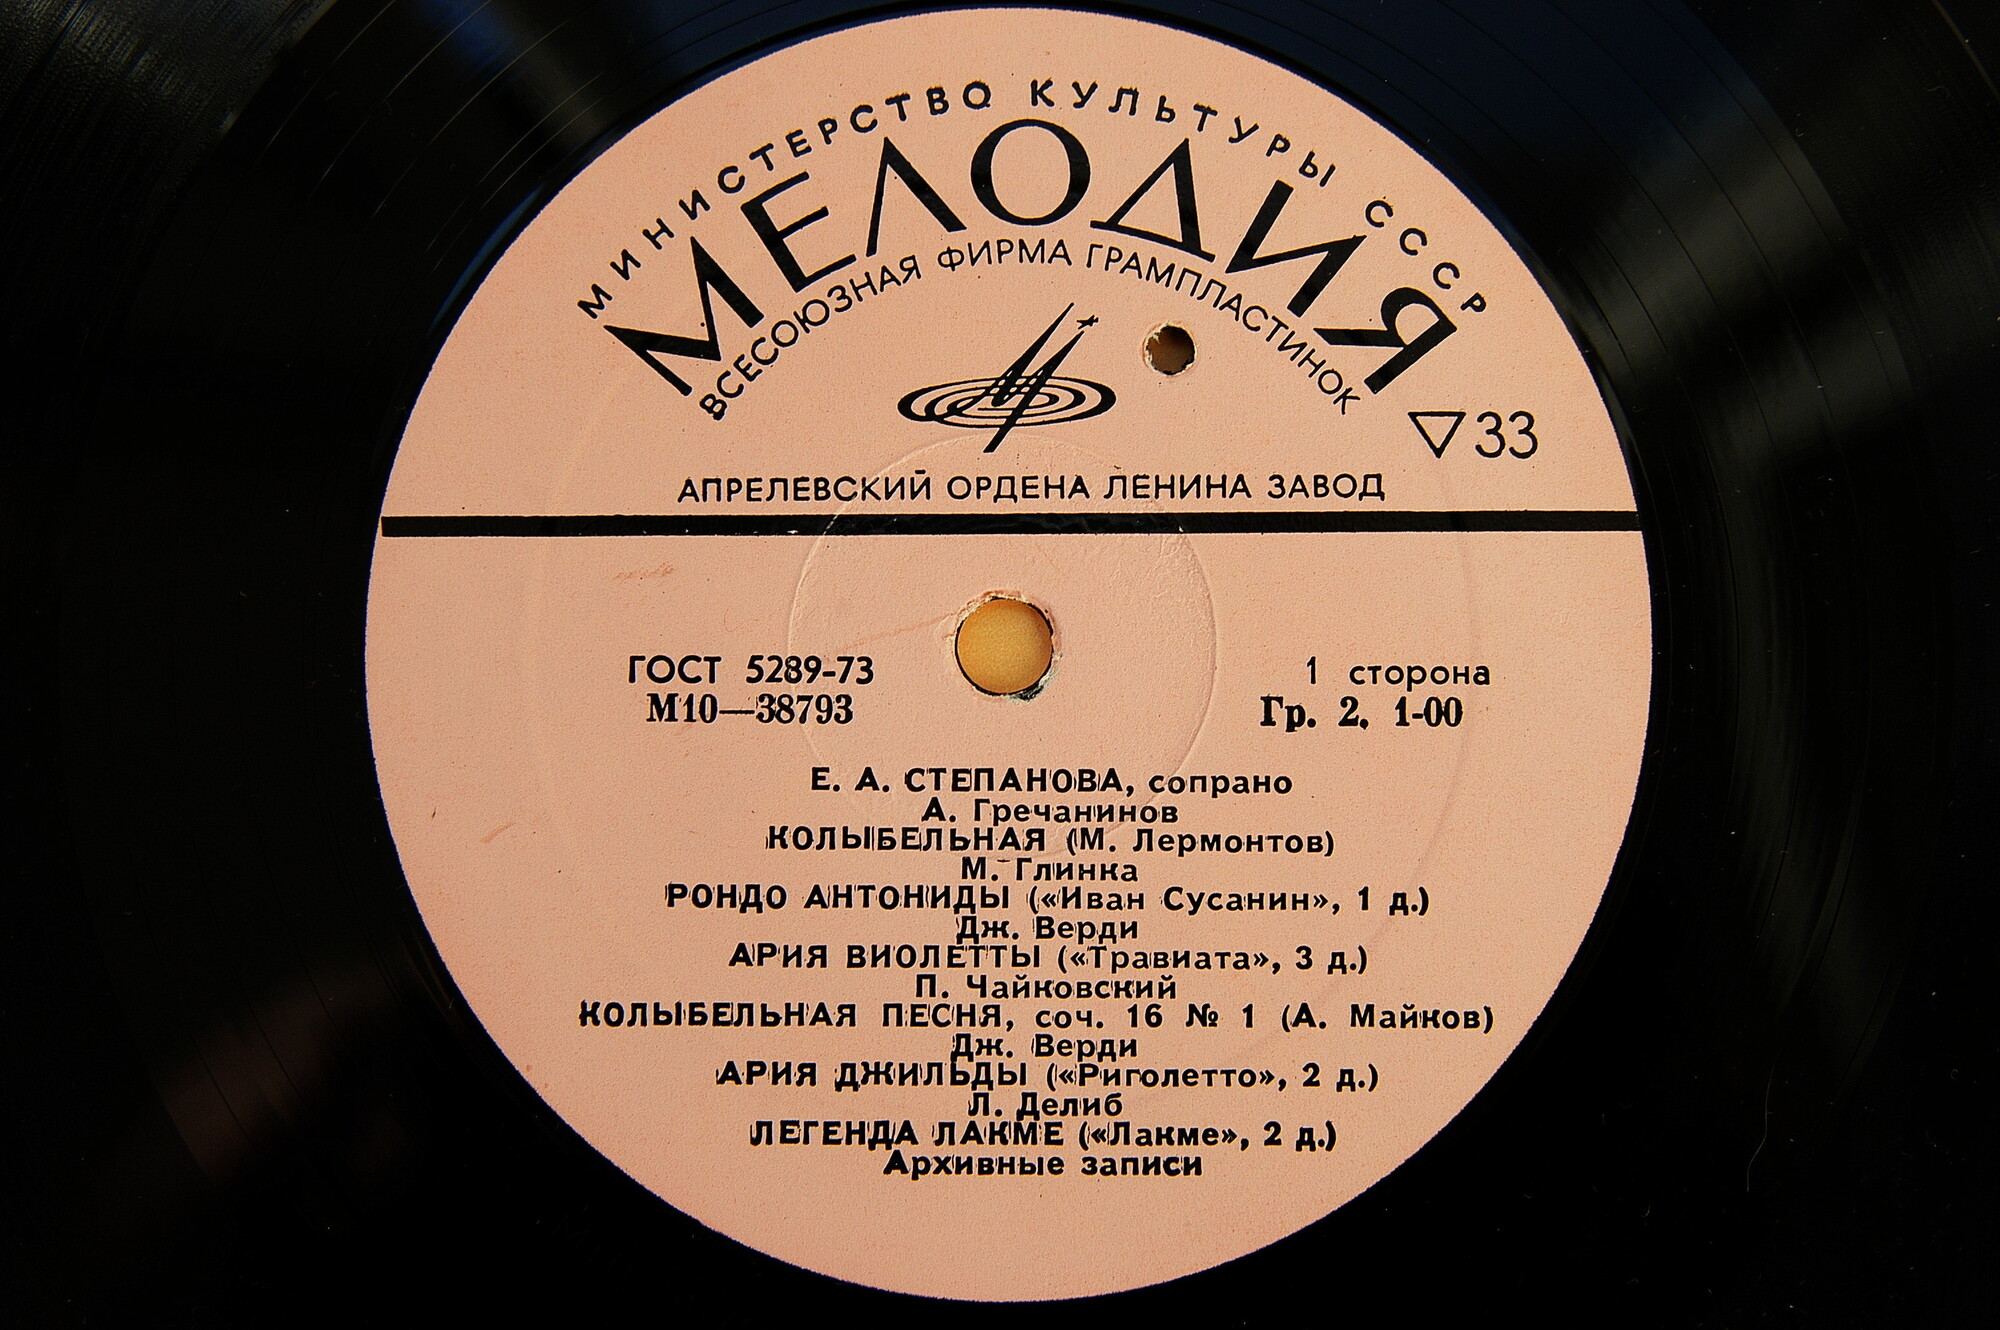 МИНИСТЕРСТВО КУЛЬТУРЫ СССР
МЕЛОДИЯ
ВСЕСОЮЗНАЯ ФИРМА ГРАМПЛАСТИНОК
33
АПРЕЛЕВСКИЙ ОРДЕНА ЛЕНИНА ЗАВОД
ГОСТ 5289-73 1 сторона
М10—38793 Гр. 2. 1-00
Е. А. СТЕПАНОВА, сопрано
А. Гречанинов
КОЛЫБЕЛЬНАЯ (М. Лермонтов)
М. Глинка
РОНДО АНТОНИДЫ («Иван Сусанин», 1 д.)
Дж. Верди
АРИЯ ВИОЛЕТТЫ («Травиата», 3 д.)
П. Чайковский
КОЛЫБЕЛЬНАЯ ПЕСНЯ, соч. 16 № 1 (А. Майков)
Дж. Верди
АРИЯ ДЖИЛЬДЫ («Риголетто», 2 д.)
Л. Делиб
ЛЕГЕНДА ЛАКМЕ («Лакме», 2 д.)
Архивные записи